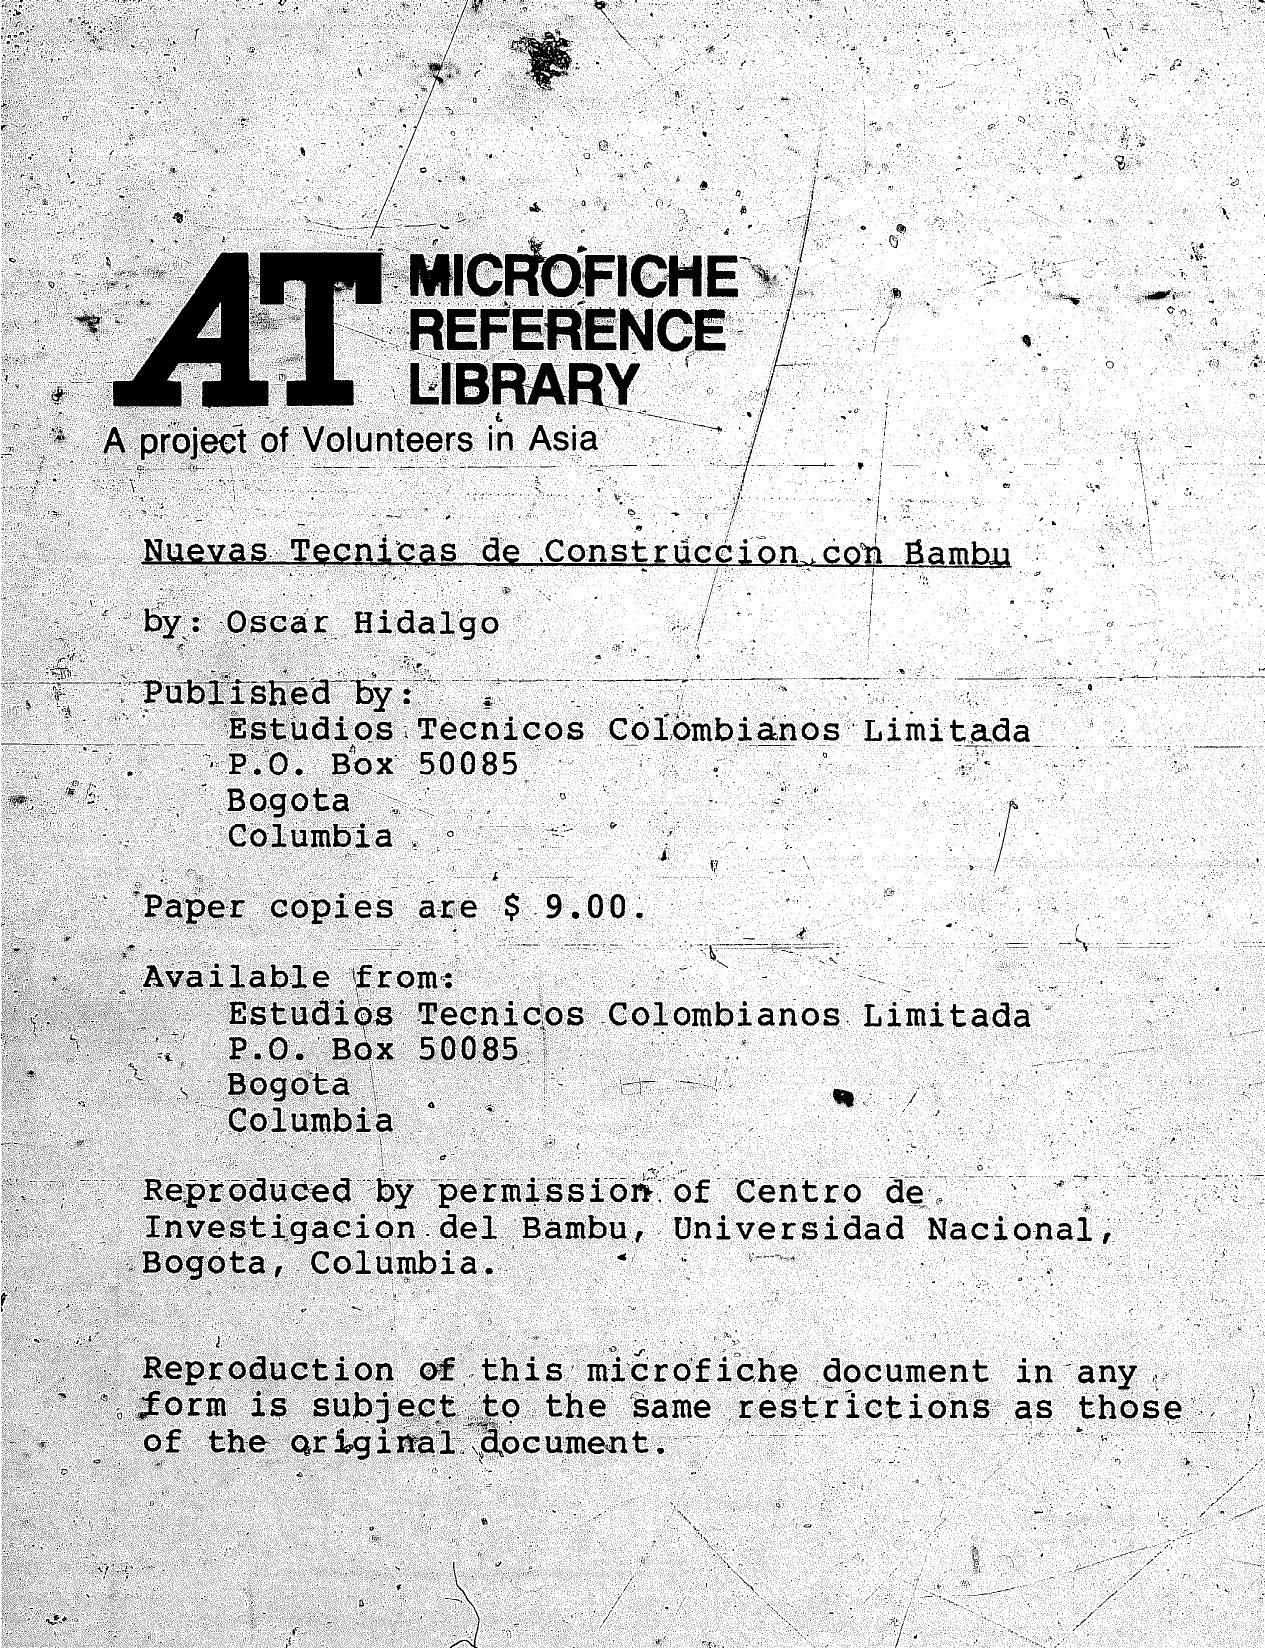 AT MICROFICHE
REFERENCE
LIBRARY
A project of Volunteers in Asia
Nuevas Tecnicas de Construccion con Bambu
by: Oscar Hidalgo
Published by:
Estudios Tecnicos Colombianos Limitada
P.O. Box 50085
Bogota
Columbia
Paper copies are $ 9.00.
Available from:
Estudios Tecnicos Colombianos Limitada
P.O. Box 50085
Bogota
Columbia
Reproduced by permission of Centro de
Investigacion del Bambu, Universidad Nacional,
Bogota, Columbia.
Reproduction of this microfiche document in any
form is subject to the same restrictions as those
of the original document.